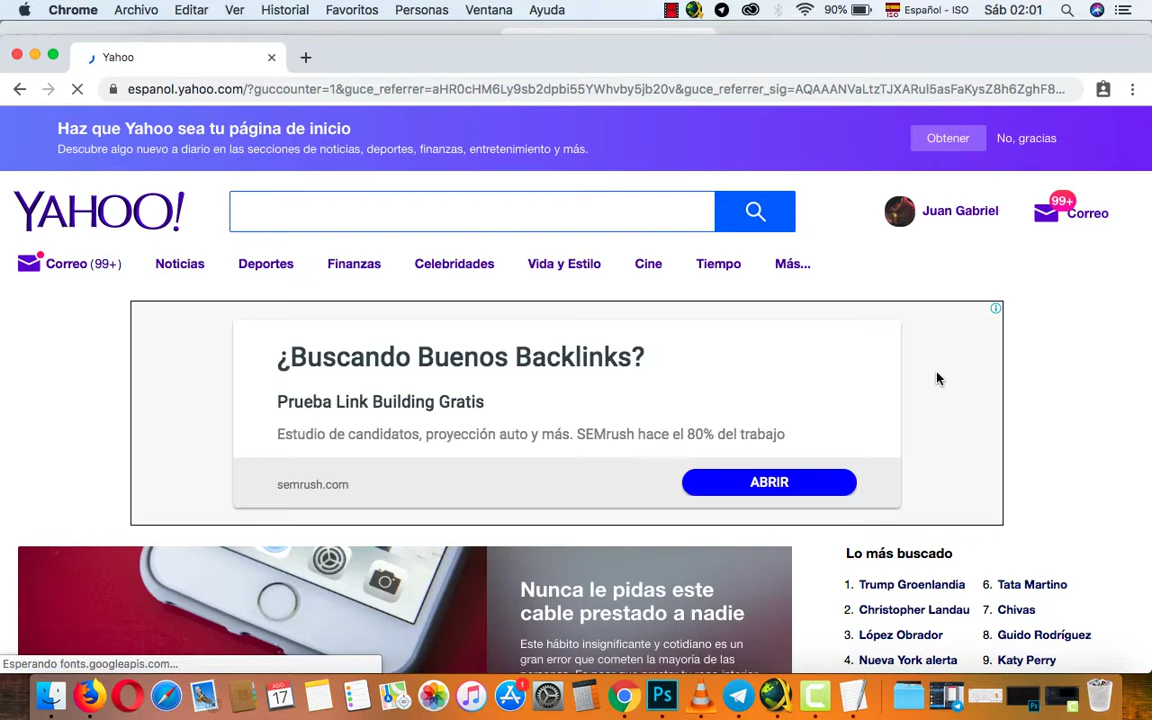 Chrome Archivo Editar Ver Historial Favoritos Personas Ventana Ayuda 90% ISO Español - ISO Sáb 02:01
Yahoo
espanol.yahoo.com/?guccounter=1&guce_referrer=aHR0cHM6Ly9sb2dpbi55YWhvby5jb20v&guce_referrer_sig=AQAAANVaLtzTJXARul5asFaKysZ8h6ZghF8...
Haz que Yahoo sea tu página de inicio
Descubre algo nuevo a diario en las secciones de noticias, deportes, finanzas, entretenimiento y más.
Obtener No, gracias
YAHOO!
Juan Gabriel
99+
Correo
Correo (99+) Noticias Deportes Finanzas Celebridades Vida y Estilo Cine Tiempo Más...
¿Buscando Buenos Backlinks?
Prueba Link Building Gratis
Estudio de candidatos, proyección auto y más. SEMrush hace el 80% del trabajo
semrush.com ABRIR
Nunca le pidas este
cable prestado a nadie
Este hábito insignificante y cotidiano es un
gran error que cometen la mayoría de las
Lo más buscado
1. Trump Groenlandia 6. Tata Martino
2. Christopher Landau 7. Chivas
3. López Obrador 8. Guido Rodríguez
4. Nueva York alerta 9. Katy Perry
Esperando fonts.googleapis.com...
AGO
17
1
Ps